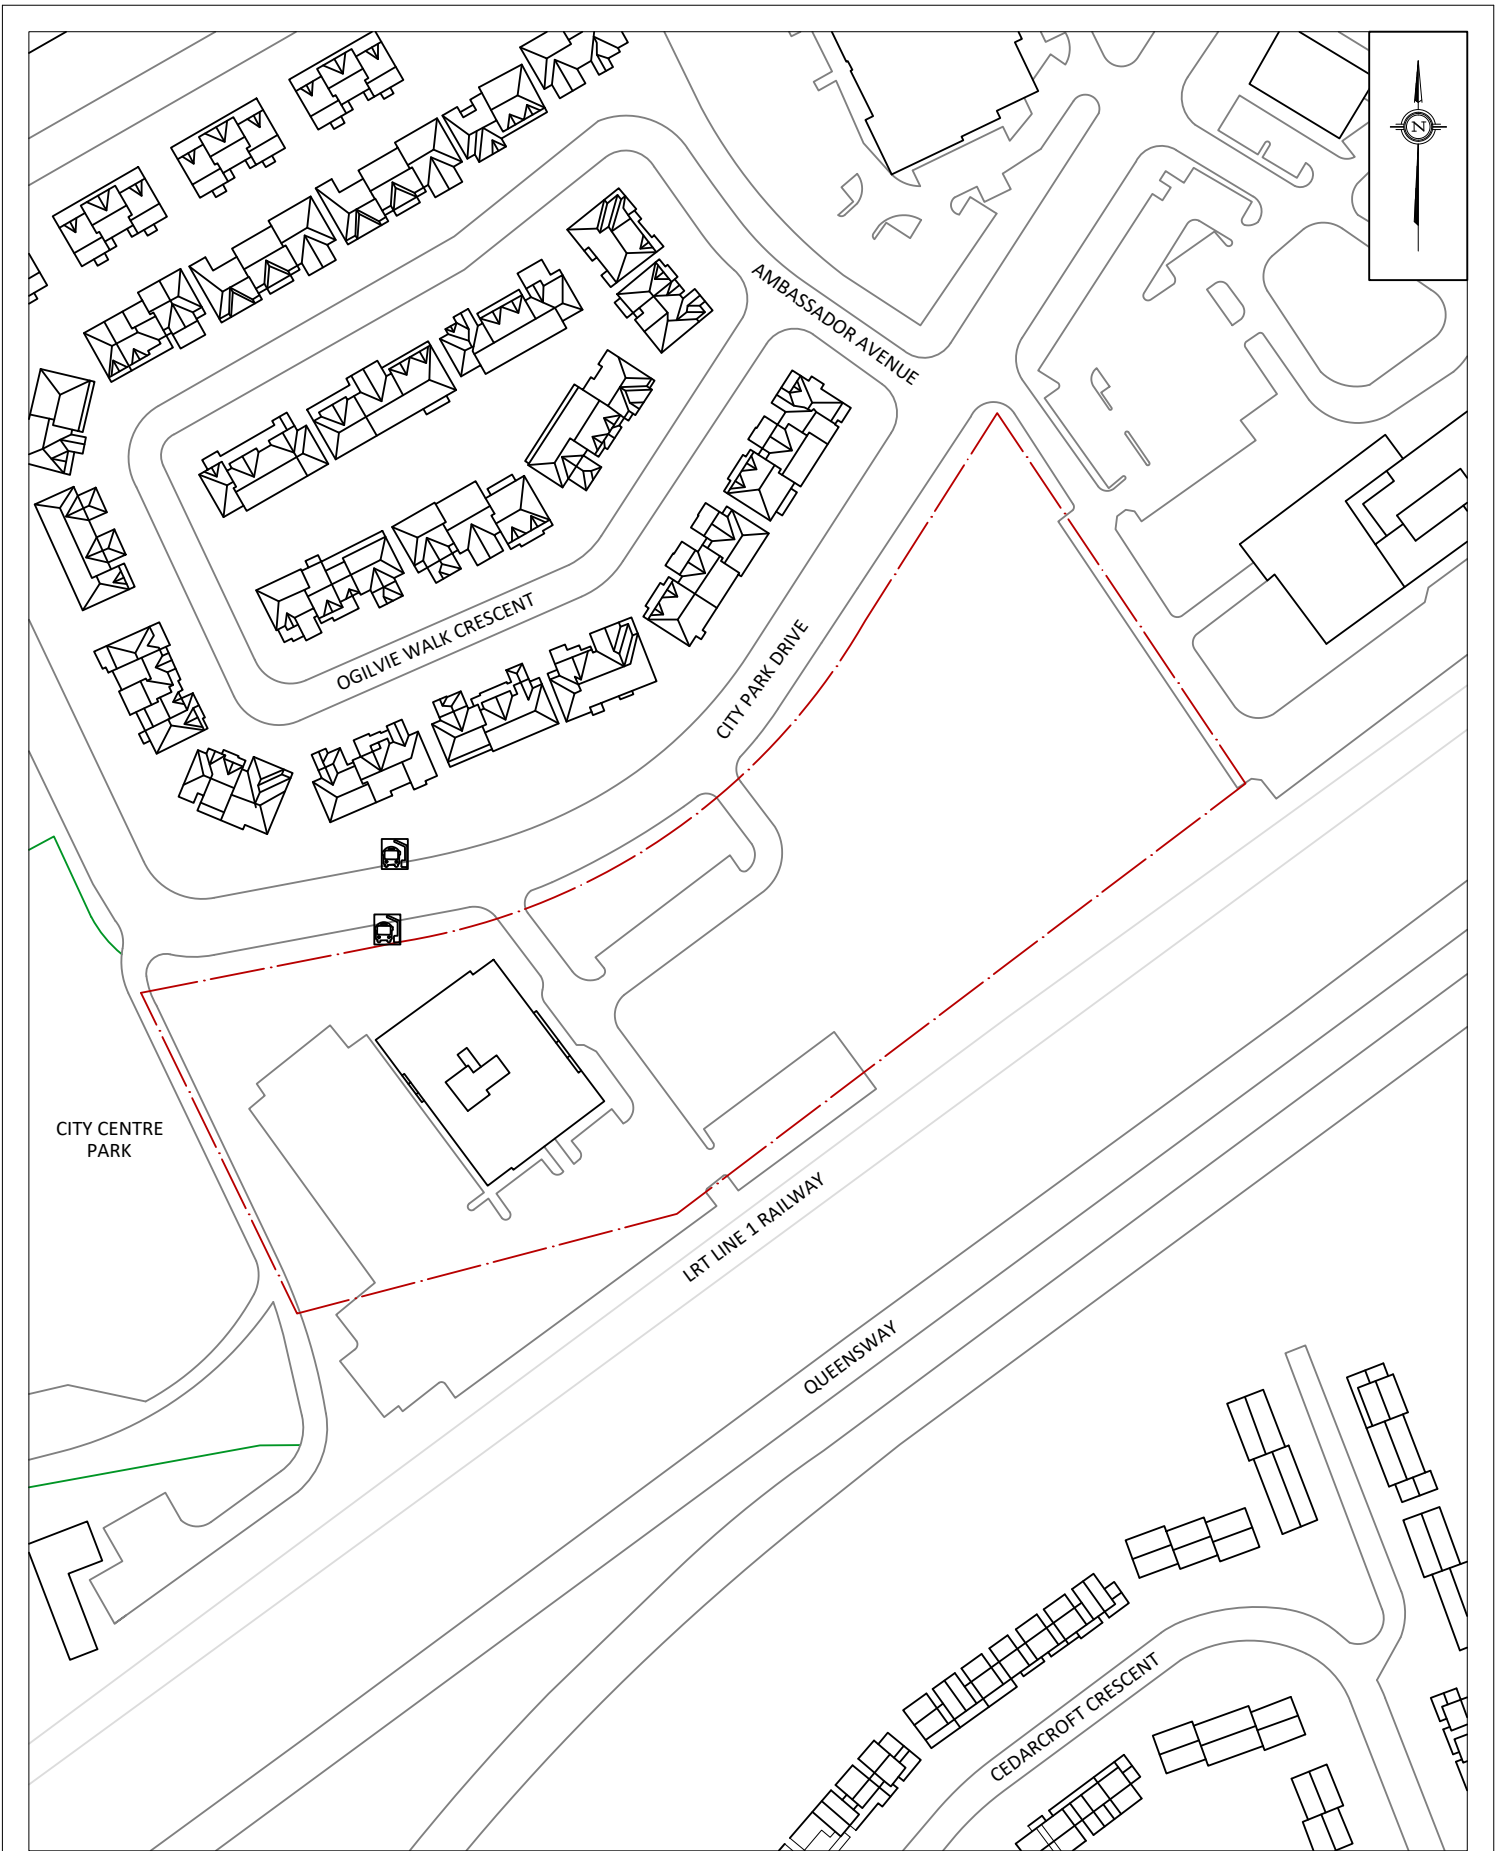 N
AMBASSADOR AVENUE
OGILVIE WALK CRESCENT
CITY PARK DRIVE
CITY CENTRE
PARK
LRT LINE 1 RAILWAY
QUEENSWAY
CEDARCROFT CRESCENT